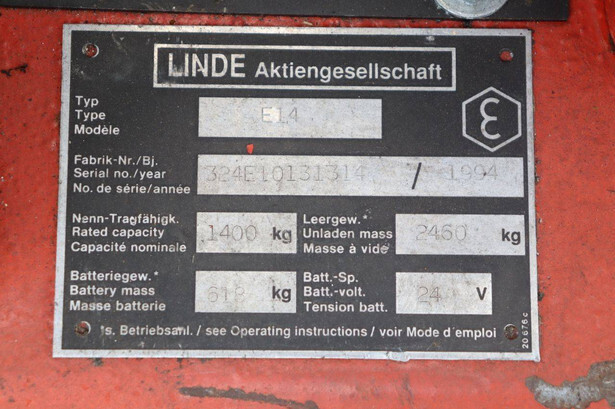 LINDE Aktiengesellschaft
Typ
Type
Modèle
E14
Fabrik-Nr./Bj.
Serial no./year
No. de série/année
324E10131314 / 1994
Nenn-Tragfähigk.
Rated capacity
Capacité nominale
1400 kg
Leergew.*
Unladen mass
Masse à vide
2460 kg
Batteriegew.*
Battery mass
Masse batterie
kg
Batt.-Sp.
Batt.-volt.
Tension batt.
24 V
*s. Betriebsanl. / see Operating instructions / voir Mode d'emploi
20 676 c